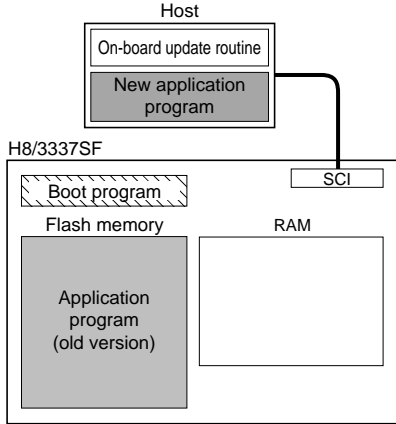 Host
On-board update routine
New application
program
H8/3337SF
SCI
Boot program
Flash memory
RAM
Application
program
(old version)